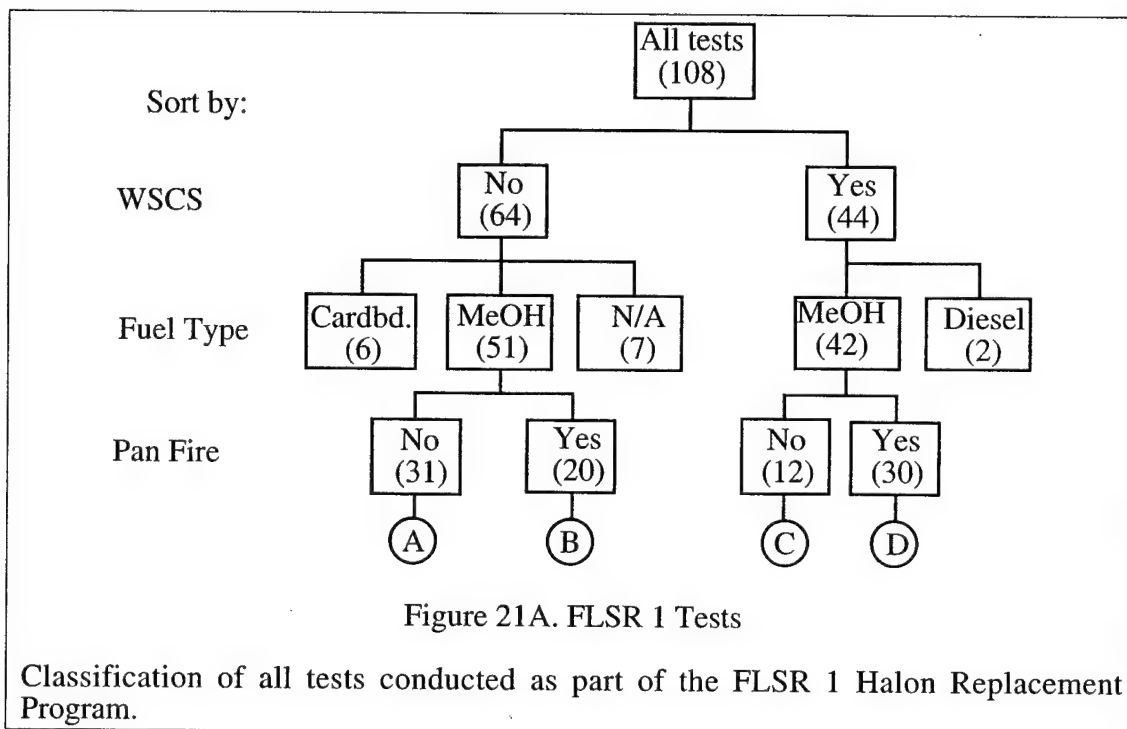 All tests
(108)
Sort by:
WSCS
No
(64)
Yes
(44)
Fuel Type
Cardbd.
(6)
MeOH
(51)
N/A
(7)
MeOH
(42)
Diesel
(2)
Pan Fire
No
(31)
Yes
(20)
No
(12)
Yes
(30)
A
B
C
D
Figure 21A. FLSR 1 Tests
Classification of all tests conducted as part of the FLSR 1 Halon Replacement
Program.